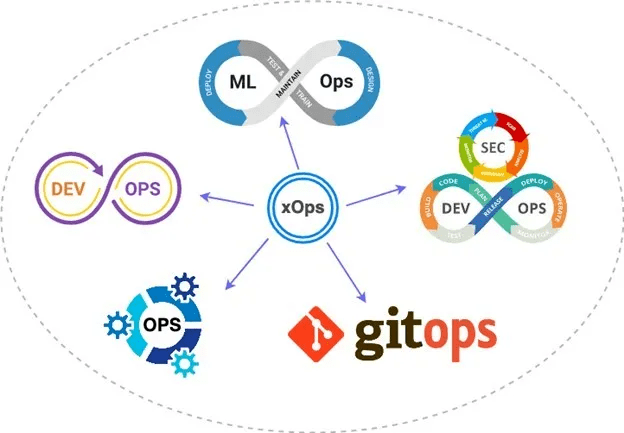 TEST &
TRAIN
DEPLOY
ML
MAINTAIN
Ops
DESIGN
DEV
OPS
xOps
SEC
CODE
PLAN
DEPLOY
BUILD
DEV
RELEASE
OPS
OPERATE
TEST
MONITOR
OPS
gitops